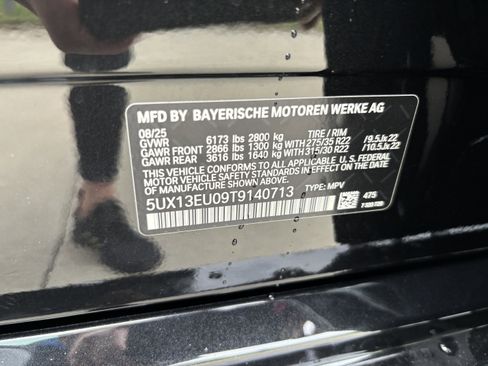 MFD BY BAYERISCHE MOTOREN WERKE AG
08/25
GVWR 6173 lbs 2800 kg TIRE / RIM
GAWR FRONT 2866 lbs 1300 kg WITH 275/35 R22 /9.5Jx22
GAWR REAR 3616 lbs 1640 kg WITH 315/30 R22 /10.5Jx22
THIS VEHICLE CONFORMS TO ALL APPLICABLE U.S. FEDERAL
MOTOR VEHICLE SAFETY STANDARDS IN EFFECT ON THE
DATE OF MANUFACTURE SHOWN ABOVE.
5UX13EU09T9140713 TYPE: MPV 475